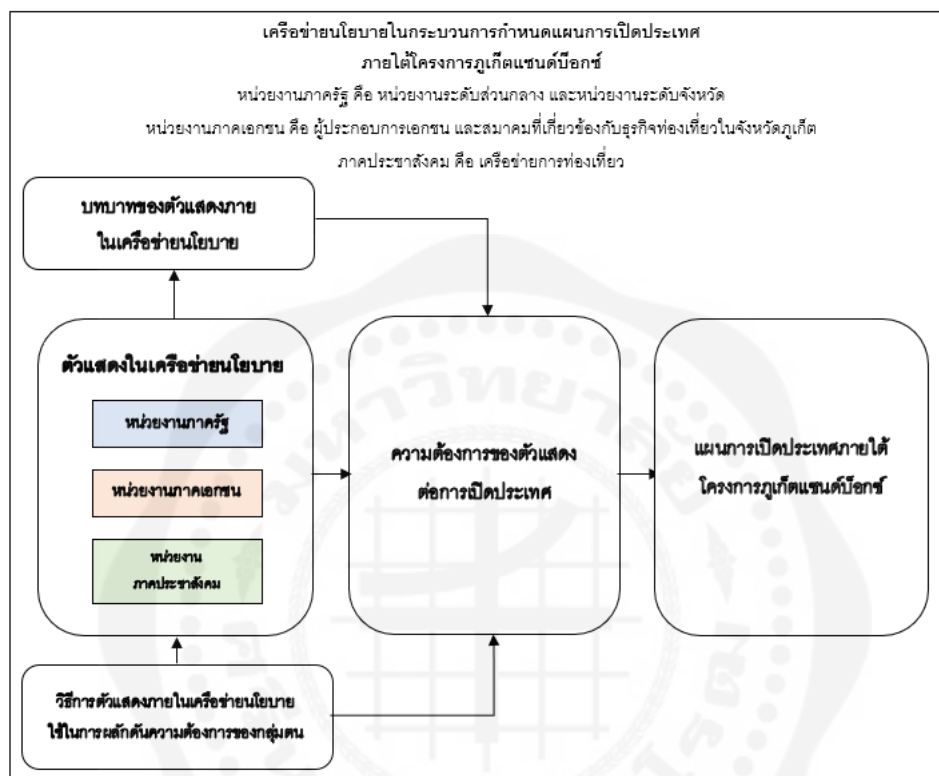 เครือข่ายนโยบายในกระบวนการกำหนดแผนการเปิดประเทศ
ภายใต้โครงการภูเก็ตแซนด์บ๊อกซ์
หน่วยงานภาครัฐ คือ หน่วยงานระดับส่วนกลาง และหน่วยงานระดับจังหวัด
หน่วยงานภาคเอกชน คือ ผู้ประกอบการเอกชน และสมาคมที่เกี่ยวข้องกับธุรกิจท่องเที่ยวในจังหวัดภูเก็ต
ภาคประชาสังคม คือ เครือข่ายการท่องเที่ยว
บทบาทของตัวแสดงภาย
ในเครือข่ายนโยบาย
ตัวแสดงในเครือข่ายนโยบาย
หน่วยงานภาครัฐ
หน่วยงานภาคเอกชน
หน่วยงาน
ภาคประชาสังคม
ความต้องการของตัวแสดง
ต่อการเปิดประเทศ
แผนการเปิดประเทศภายใต้
โครงการภูเก็ตแซนด์บ๊อกซ์
วิธีการตัวแสดงภายในเครือข่ายนโยบาย
ใช้ในการผลักดันความต้องการของกลุ่มตน